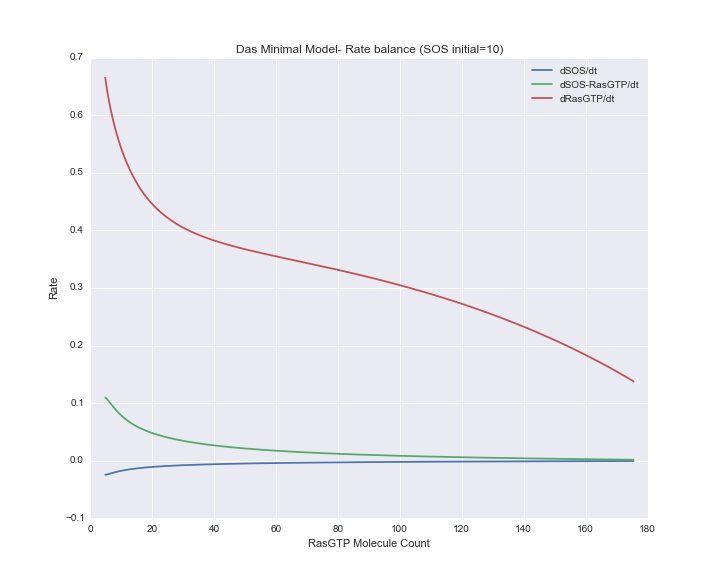 Das Minimal Model- Rate balance (SOS initial=10)
dSOS/dt
dSOS-RasGTP/dt
dRasGTP/dt
0.7
0.6
0.5
0.4
0.3
0.2
0.1
0.0
−0.1
Rate
0 20 40 60 80 100 120 140 160 180
RasGTP Molecule Count